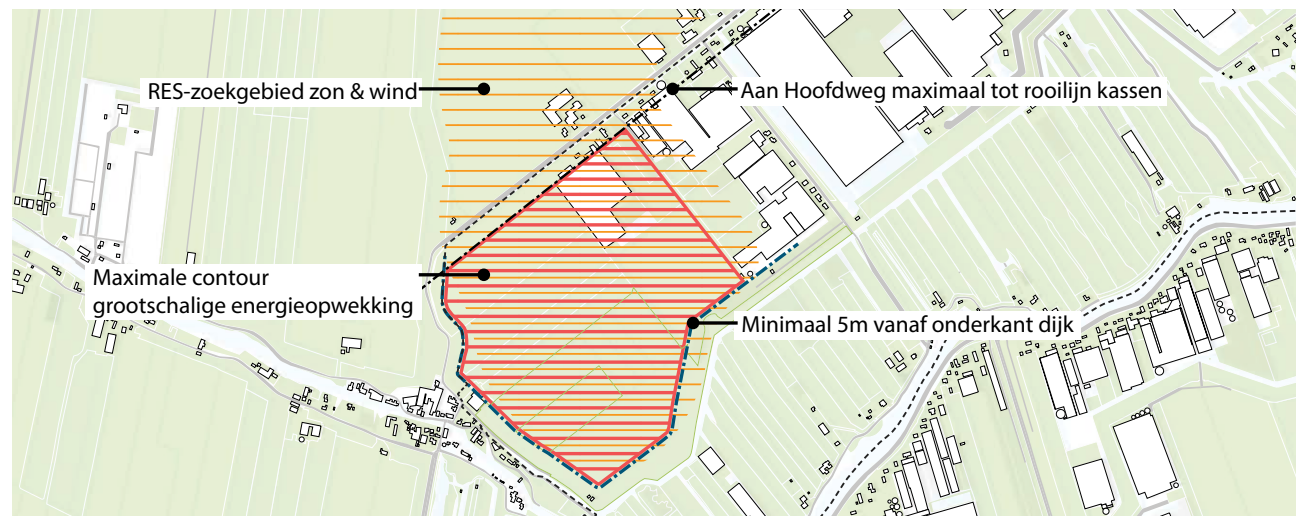 RES-zoekgebied zon & wind
Aan Hoofdweg maximaal tot rooilijn kassen
Maximale contour
grootschalige energieopwekking
Minimaal 5m vanaf onderkant dijk